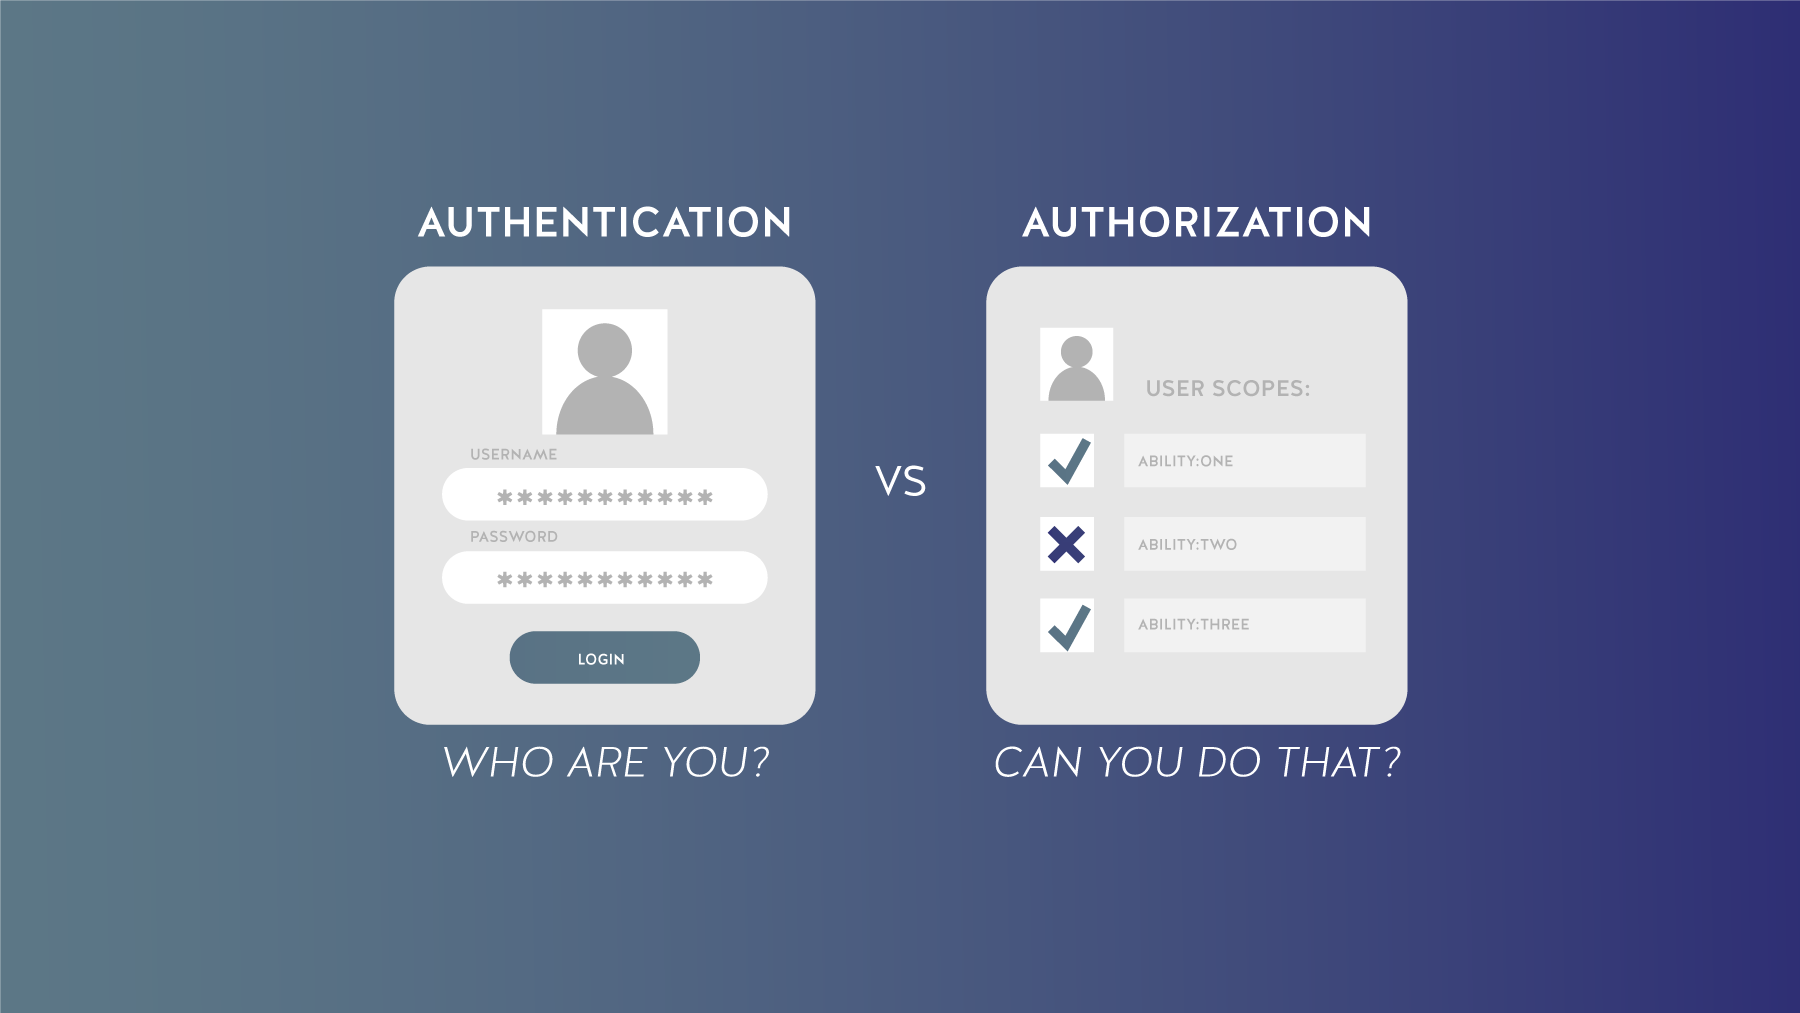 AUTHENTICATION
USERNAME
***********
PASSWORD
***********
LOGIN
WHO ARE YOU?
VS
AUTHORIZATION
USER SCOPES:
ABILITY:ONE
ABILITY:TWO
ABILITY:THREE
CAN YOU DO THAT?